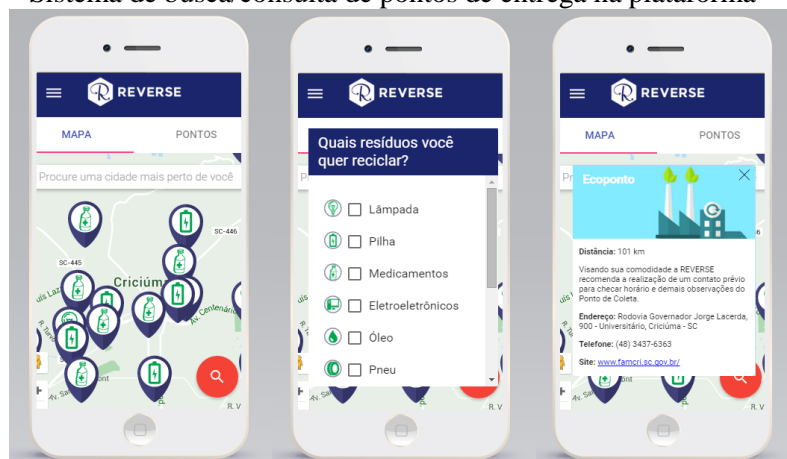 Sistema de busca/consulta de pontos de entrega na plataforma
REVERSE
MAPA PONTOS
Procure uma cidade mais perto de você
SC-446
SC-445
Criciúma
Av. Centenário
R. V
REVERSE
Quais resíduos você
quer reciclar?
Lâmpada
Pilha
Medicamentos
Eletroeletrônicos
Óleo
Pneu
R. V
REVERSE
MAPA PONTOS
Ecoponto
Distância: 101 km
Visando sua comodidade a REVERSE
recomenda a realização de um contato prévio
para checar horário e demais observações do
Ponto de Coleta.
Endereço: Rodovia Governador Jorge Lacerda,
900 - Universitário, Criciúma - SC
Telefone: (48) 3437-6363
Site: www.famcri.sc.gov.br/
R. V